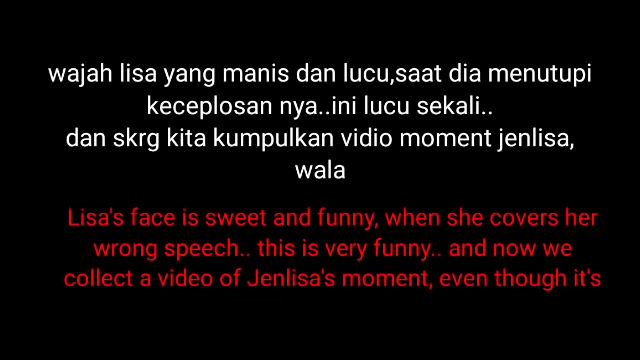 wajah lisa yang manis dan lucu,saat dia menutupi
keceplosan nya..ini lucu sekali..
dan skrg kita kumpulkan vidio moment jenlisa,
wala
Lisa's face is sweet and funny, when she covers her
wrong speech.. this is very funny.. and now we
collect a video of Jenlisa's moment, even though it's